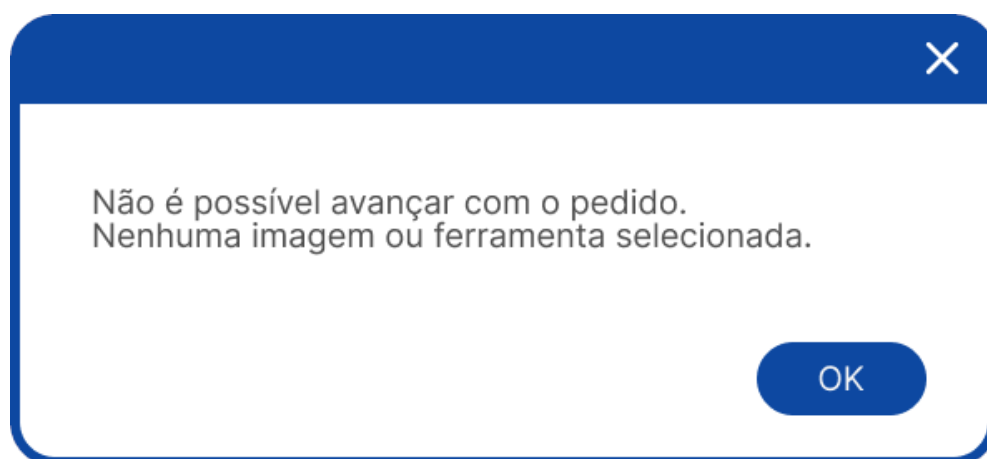 Não é possível avançar com o pedido.
Nenhuma imagem ou ferramenta selecionada.
OK